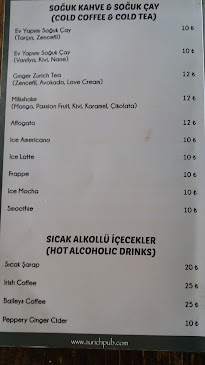 SOĞUK KAHVE & SOĞUK ÇAY
(COLD COFFEE & COLD TEA)
Ev Yapımı Soğuk Çay 10 ₺
(Tarçın, Zencefil)
Ev Yapımı Soğuk Çay 10 ₺
(Vanilya, Kivi, Nane)
Ginger Zurich Tea 12 ₺
(Zencefil, Avokado, Love Cream)
Milkshake 12 ₺
(Mango, Passion Fruit, Kivi, Karamel, Çikolata)
Affogato 12 ₺
Ice Americano 10 ₺
Ice Latte 10 ₺
Frappe 10 ₺
Ice Mocha 10 ₺
Smoothie 10 ₺
SICAK ALKOLLÜ İÇECEKLER
(HOT ALCOHOLIC DRINKS)
Sıcak Şarap 20 ₺
Irish Coffee 25 ₺
Baileys Coffee 25 ₺
Peppery Ginger Cider 10 ₺
www.zurichpub.com